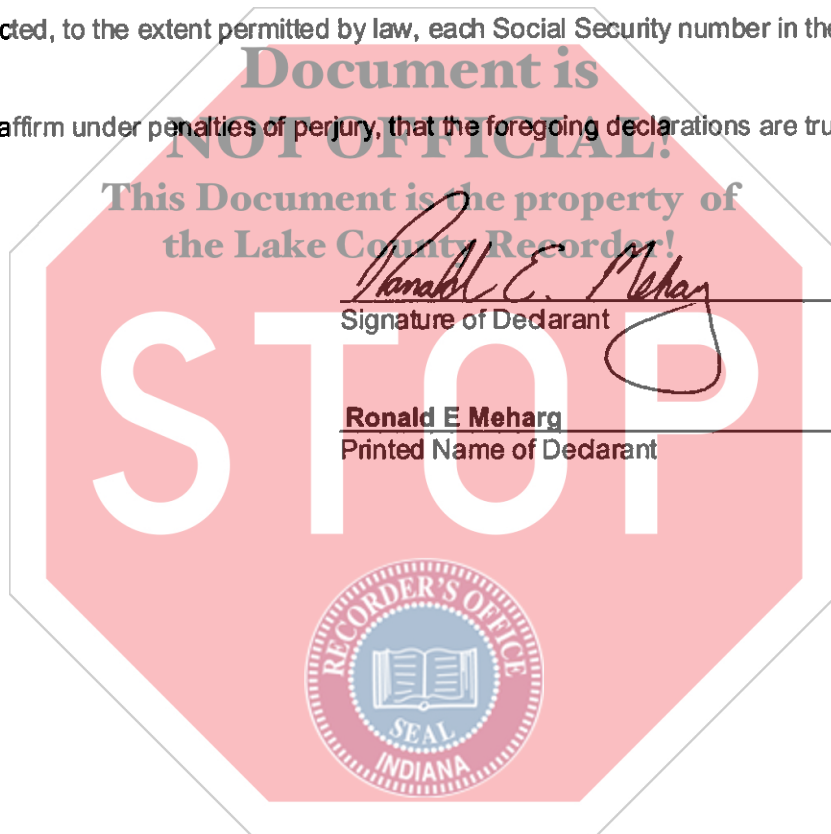 cted, to the extent permitted by law, each Social Security number in the
Document is
affirm under penalties of perjury, that the foregoing declarations are tru
NOT OFFICIAL!
This Document is the property of
the Lake County Recorder!
Ronald E. Meharg
Signature of Declarant
STOP
Ronald E Meharg
Printed Name of Declarant
RECORDER'S OFFICE
SEAL
INDIANA